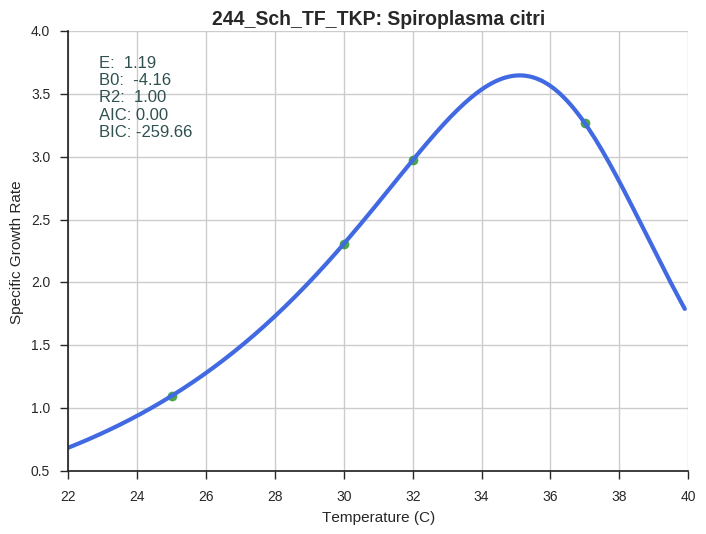 244_Sch_TF_TKP: Spiroplasma citri
E:  1.19
B0:  -4.16
R2:  1.00
AIC: 0.00
BIC: -259.66
Specific Growth Rate
4.0
3.5
3.0
2.5
2.0
1.5
1.0
0.5
22 24 26 28 30 32 34 36 38 40
Temperature (C)